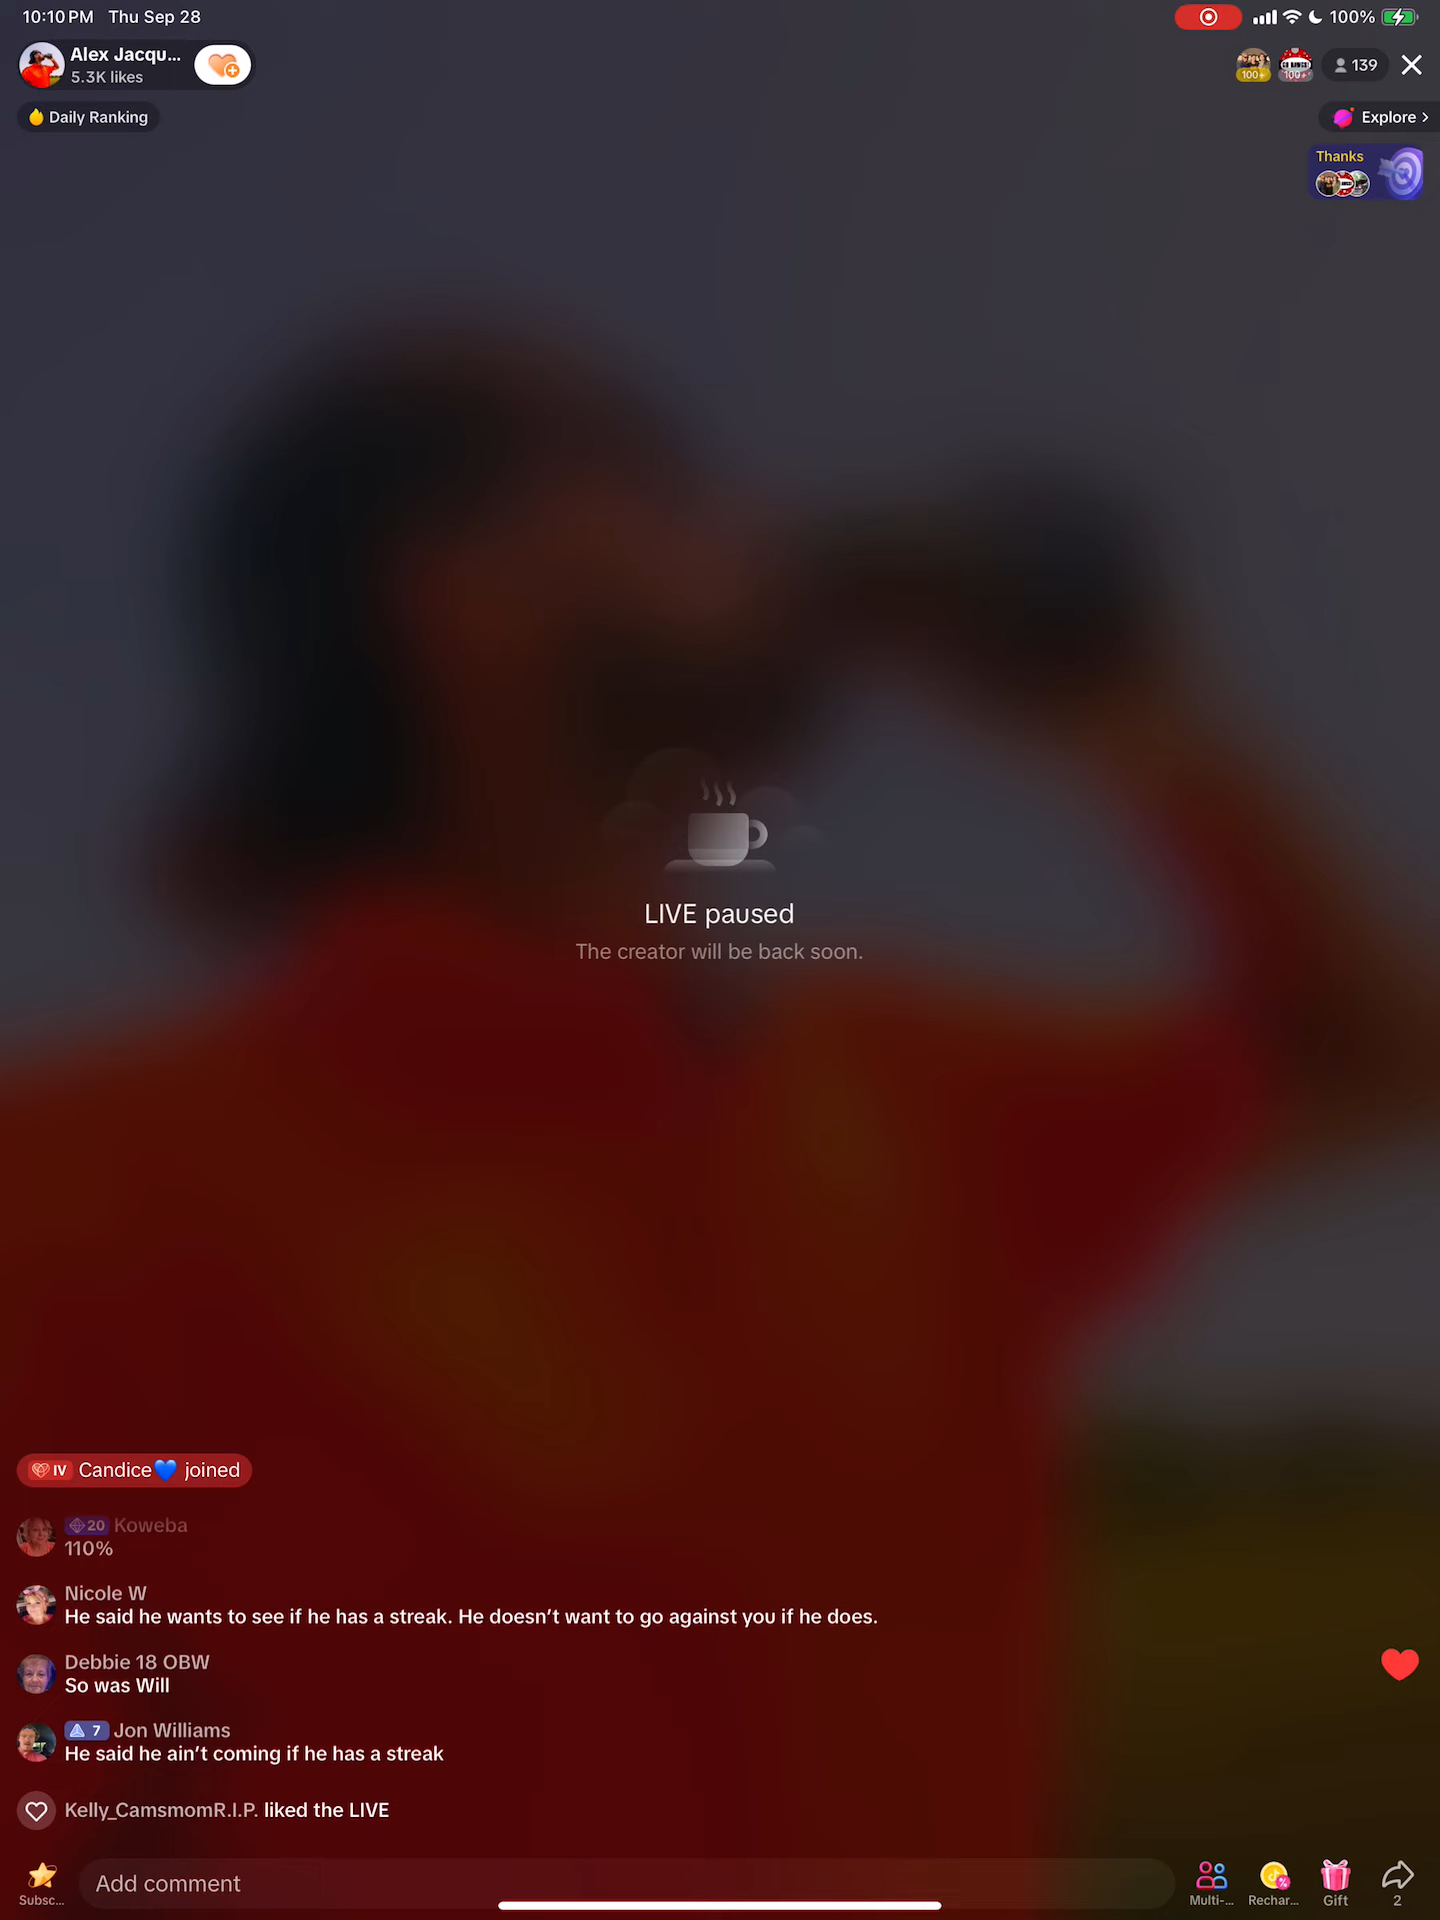 10:10 PM Thu Sep 28
100%
Alex Jacqu...
5.3K likes
100+
100+
139
Daily Ranking
Explore >
Thanks
LIVE paused
The creator will be back soon.
IV Candice💙 joined
20 Koweba
110%
Nicole W
He said he wants to see if he has a streak. He doesn't want to go against you if he does.
Debbie 18 OBW
So was Will
7 Jon Williams
He said he ain't coming if he has a streak
Kelly_CamsmomR.I.P. liked the LIVE
Subsc...
Add comment
Multi-...
Rechar...
Gift
2